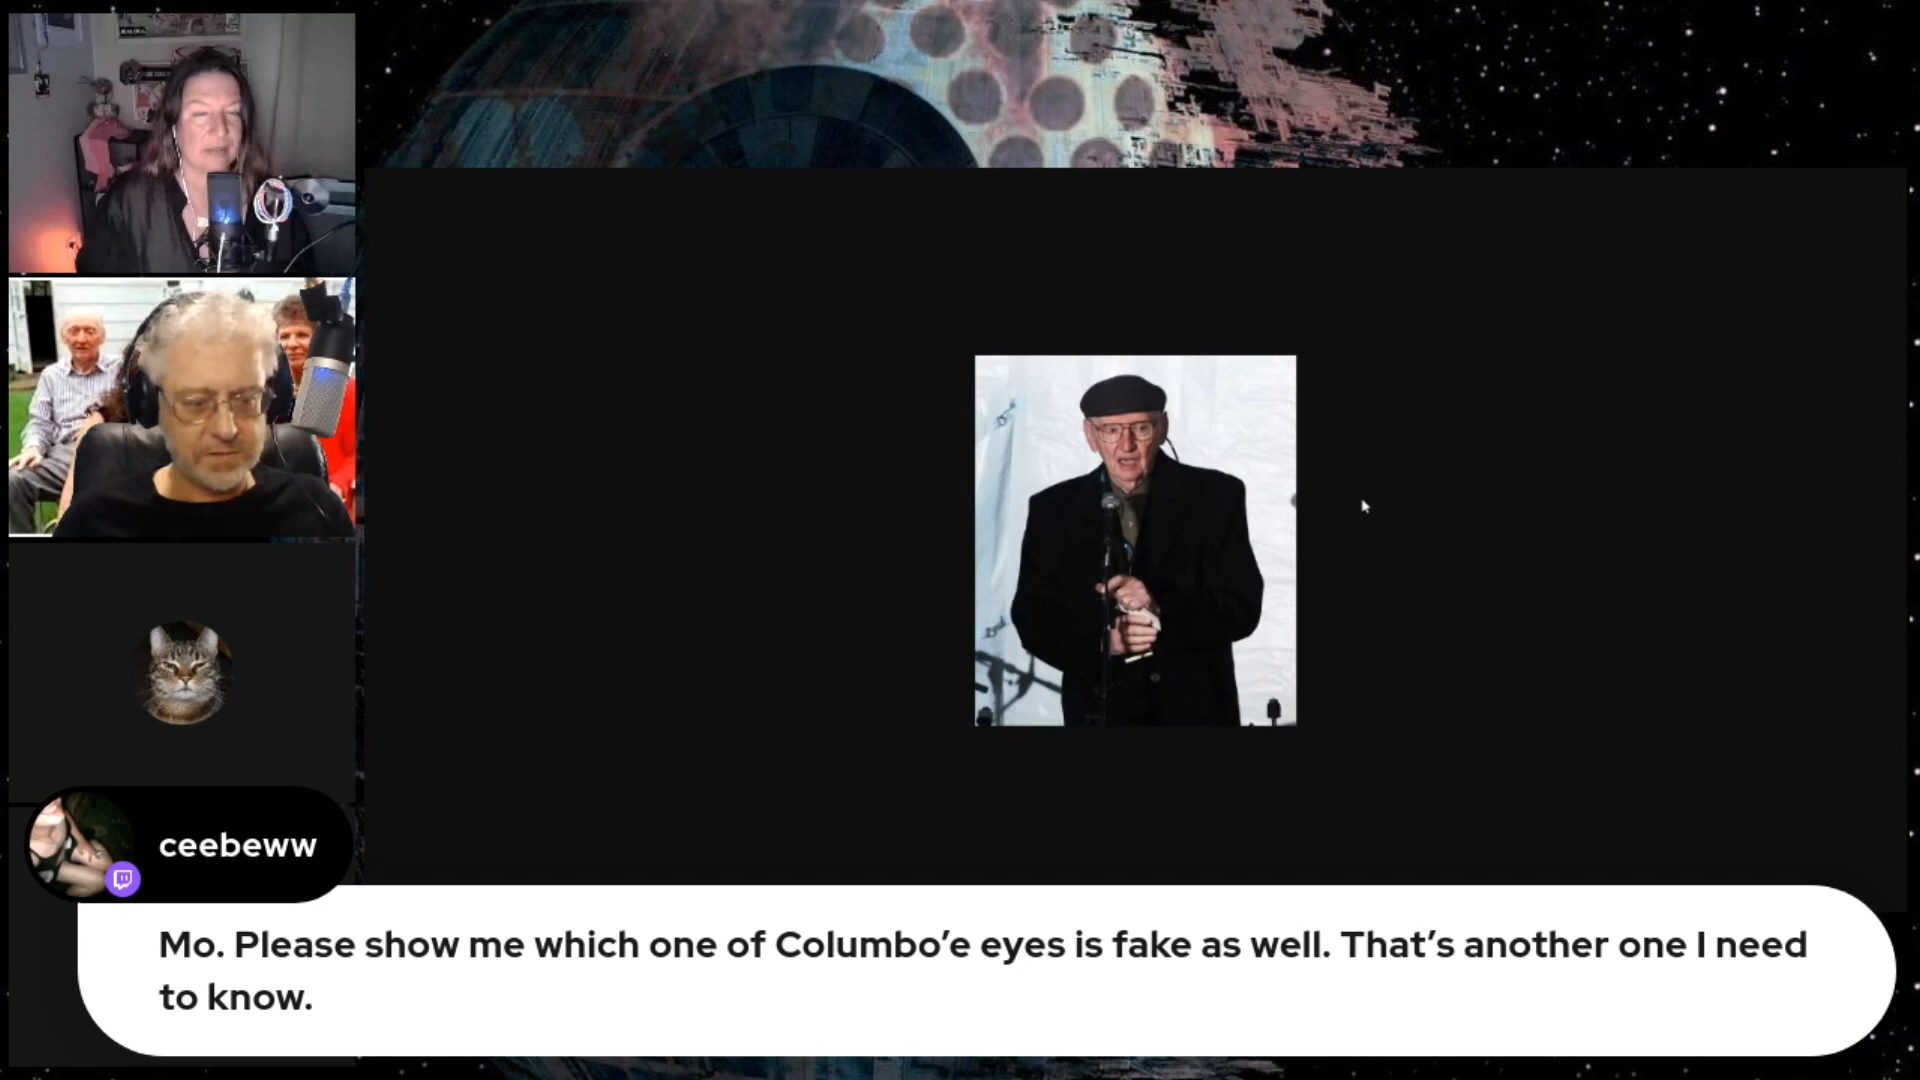 ceebeww
Mo. Please show me which one of Columbo’e eyes is fake as well. That’s another one I need
to know.